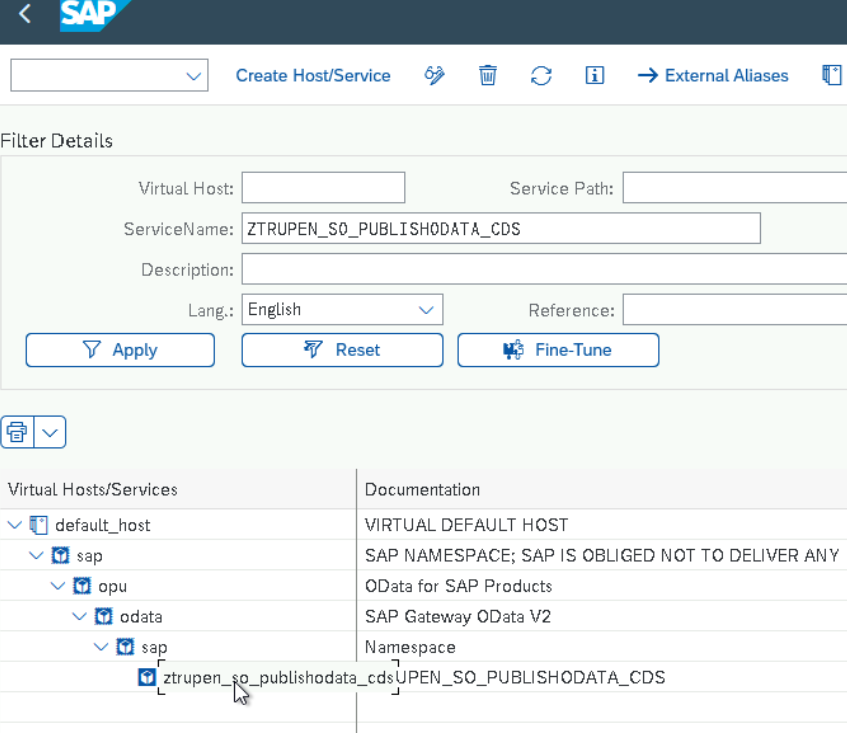 SAP
Create Host/Service External Aliases
Filter Details
Virtual Host: Service Path:
ServiceName: ZTRUPEN_SO_PUBLISHODATA_CDS
Description:
Lang.: English Reference:
Apply Reset Fine-Tune
Virtual Hosts/Services Documentation
default_host VIRTUAL DEFAULT HOST
sap SAP NAMESPACE; SAP IS OBLIGED NOT TO DELIVER ANY
opu OData for SAP Products
odata SAP Gateway OData V2
sap Namespace
ztrupen_so_publishodata_cds UPEN_SO_PUBLISHODATA_CDS